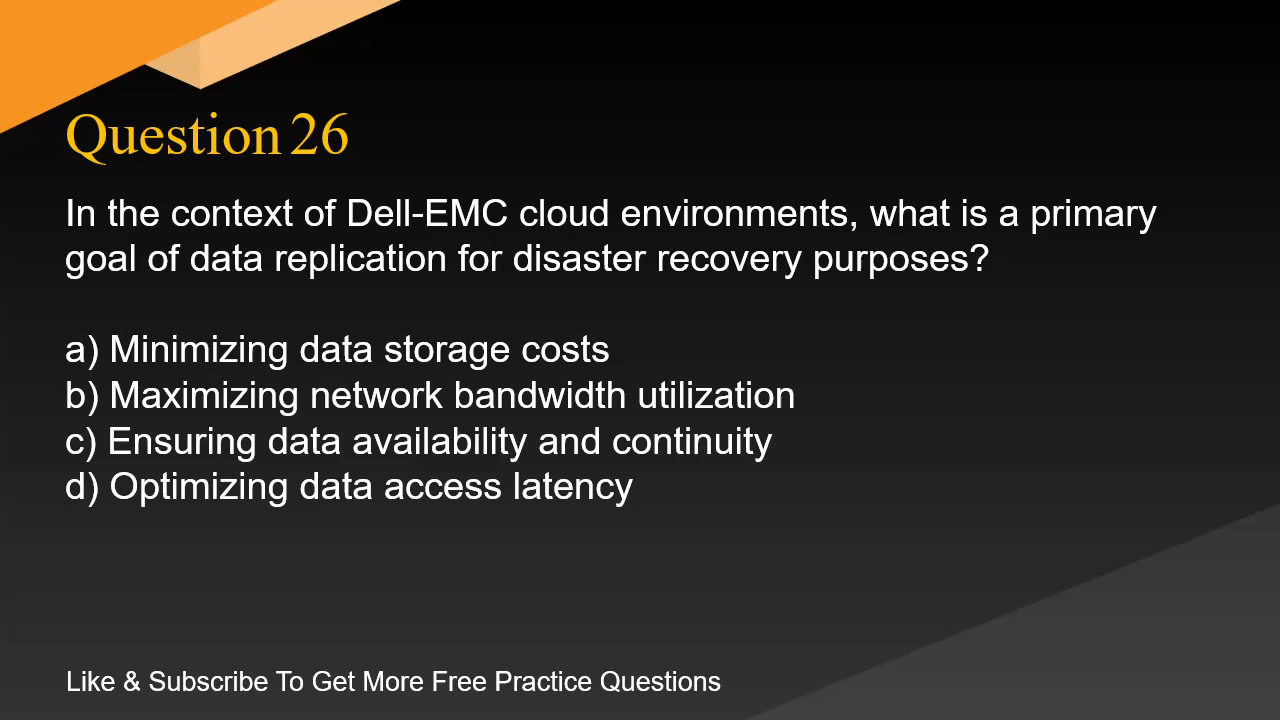 Question 26
In the context of Dell-EMC cloud environments, what is a primary
goal of data replication for disaster recovery purposes?
a) Minimizing data storage costs
b) Maximizing network bandwidth utilization
c) Ensuring data availability and continuity
d) Optimizing data access latency
Like & Subscribe To Get More Free Practice Questions